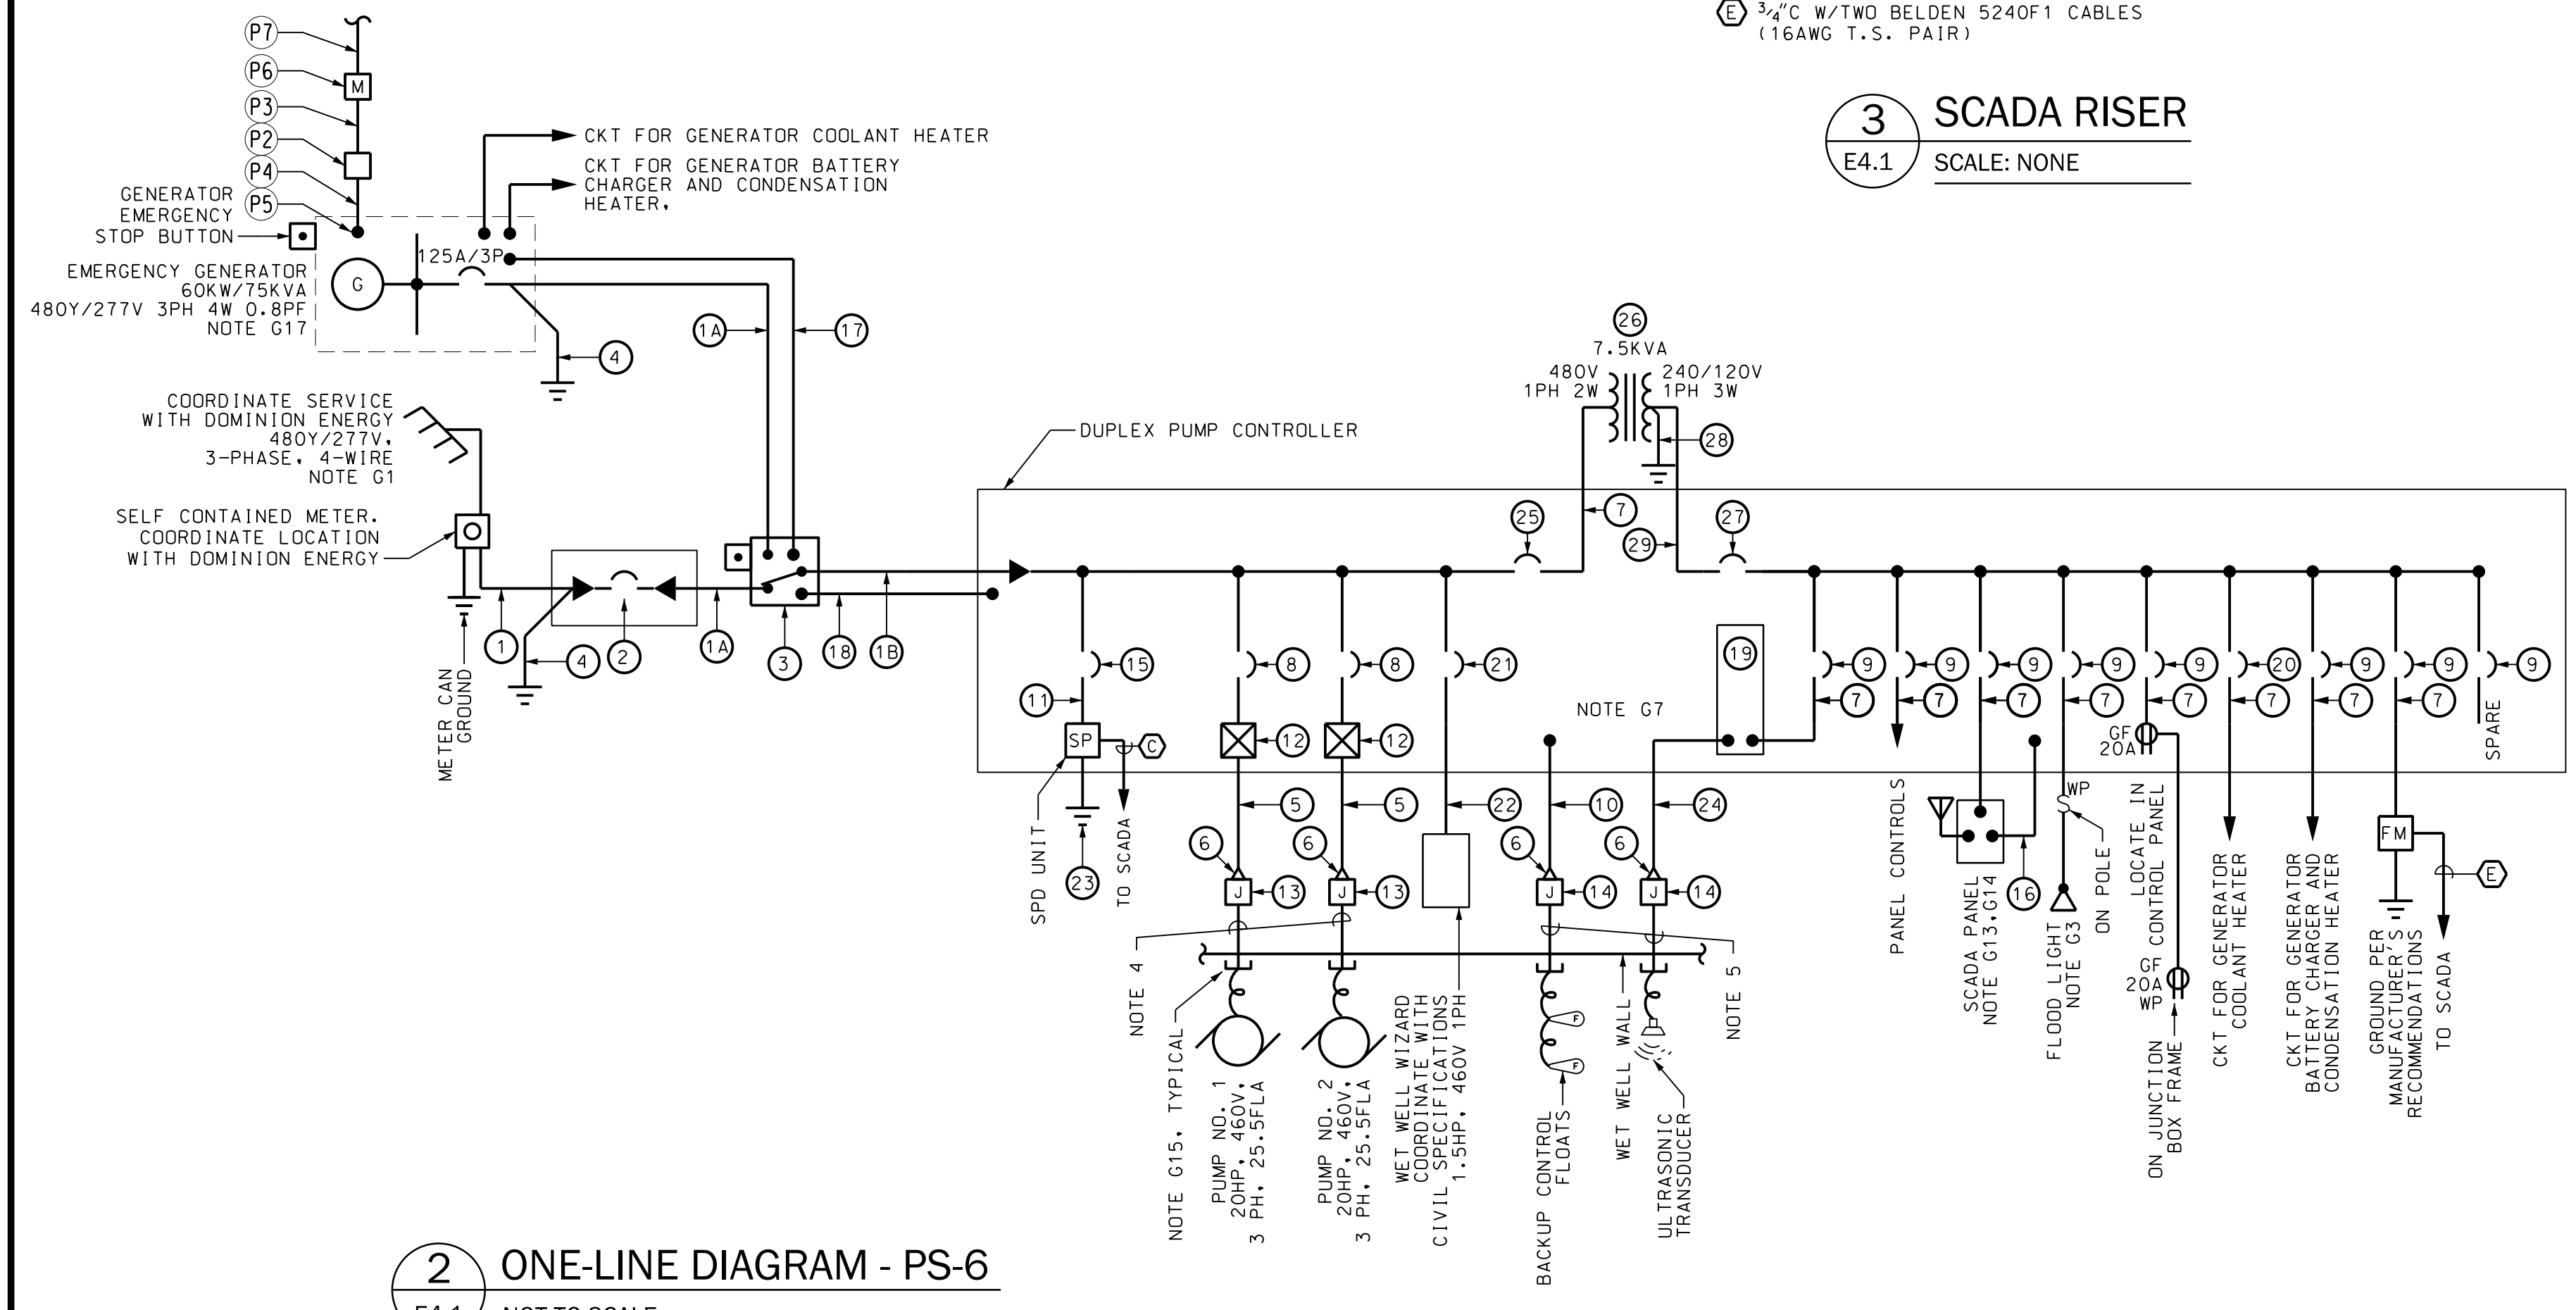 E 3/4"C W/TWO BELDEN 5240F1 CABLES
(16AWG T.S. PAIR)
3
E4.1
SCADA RISER
SCALE: NONE
P7
P6
P3
P2
P4
P5
M
GENERATOR
EMERGENCY
STOP BUTTON
CKT FOR GENERATOR COOLANT HEATER
CKT FOR GENERATOR BATTERY
CHARGER AND CONDENSATION
HEATER.
125A/3P
G
EMERGENCY GENERATOR
60KW/75KVA
480Y/277V 3PH 4W 0.8PF
NOTE G17
1A
17
4
COORDINATE SERVICE
WITH DOMINION ENERGY
480Y/277V,
3-PHASE, 4-WIRE
NOTE G1
SELF CONTAINED METER.
COORDINATE LOCATION
WITH DOMINION ENERGY
METER CAN
GROUND
1
4
2
1A
3
18
1B
DUPLEX PUMP CONTROLLER
26
7.5KVA
480V
1PH 2W
240/120V
1PH 3W
28
25
7
29
27
15
8
8
21
11
SP
C
12
12
NOTE G7
19
9
9
9
9
9
20
9
9
9
7
7
7
7
7
7
7
7
SPARE
SPD UNIT
23
TO SCADA
5
5
22
10
24
6
6
6
6
J
13
J
13
J
14
J
14
NOTE 4
NOTE 5
NOTE G15, TYPICAL
PUMP NO. 1
20HP, 460V,
3 PH, 25.5FLA
PUMP NO. 2
20HP, 460V,
3 PH, 25.5FLA
WET WELL WIZARD
COORDINATE WITH
CIVIL SPECIFICATIONS
1.5HP, 460V 1PH
F
F
BACKUP CONTROL
FLOATS
WET WELL WALL
ULTRASONIC
TRANSDUCER
PANEL CONTROLS
SCADA PANEL
NOTE G13,G14
16
WP
FLOOD LIGHT
NOTE G3
ON POLE
GF
20A
LOCATE IN
CONTROL PANEL
GF
20A
WP
ON JUNCTION
BOX FRAME
CKT FOR GENERATOR
COOLANT HEATER
CKT FOR GENERATOR
BATTERY CHARGER AND
CONDENSATION HEATER
FM
E
GROUND PER
MANUFACTURER'S
RECOMMENDATIONS
TO SCADA
2
E4.1
ONE-LINE DIAGRAM - PS-6
NOT TO SCALE